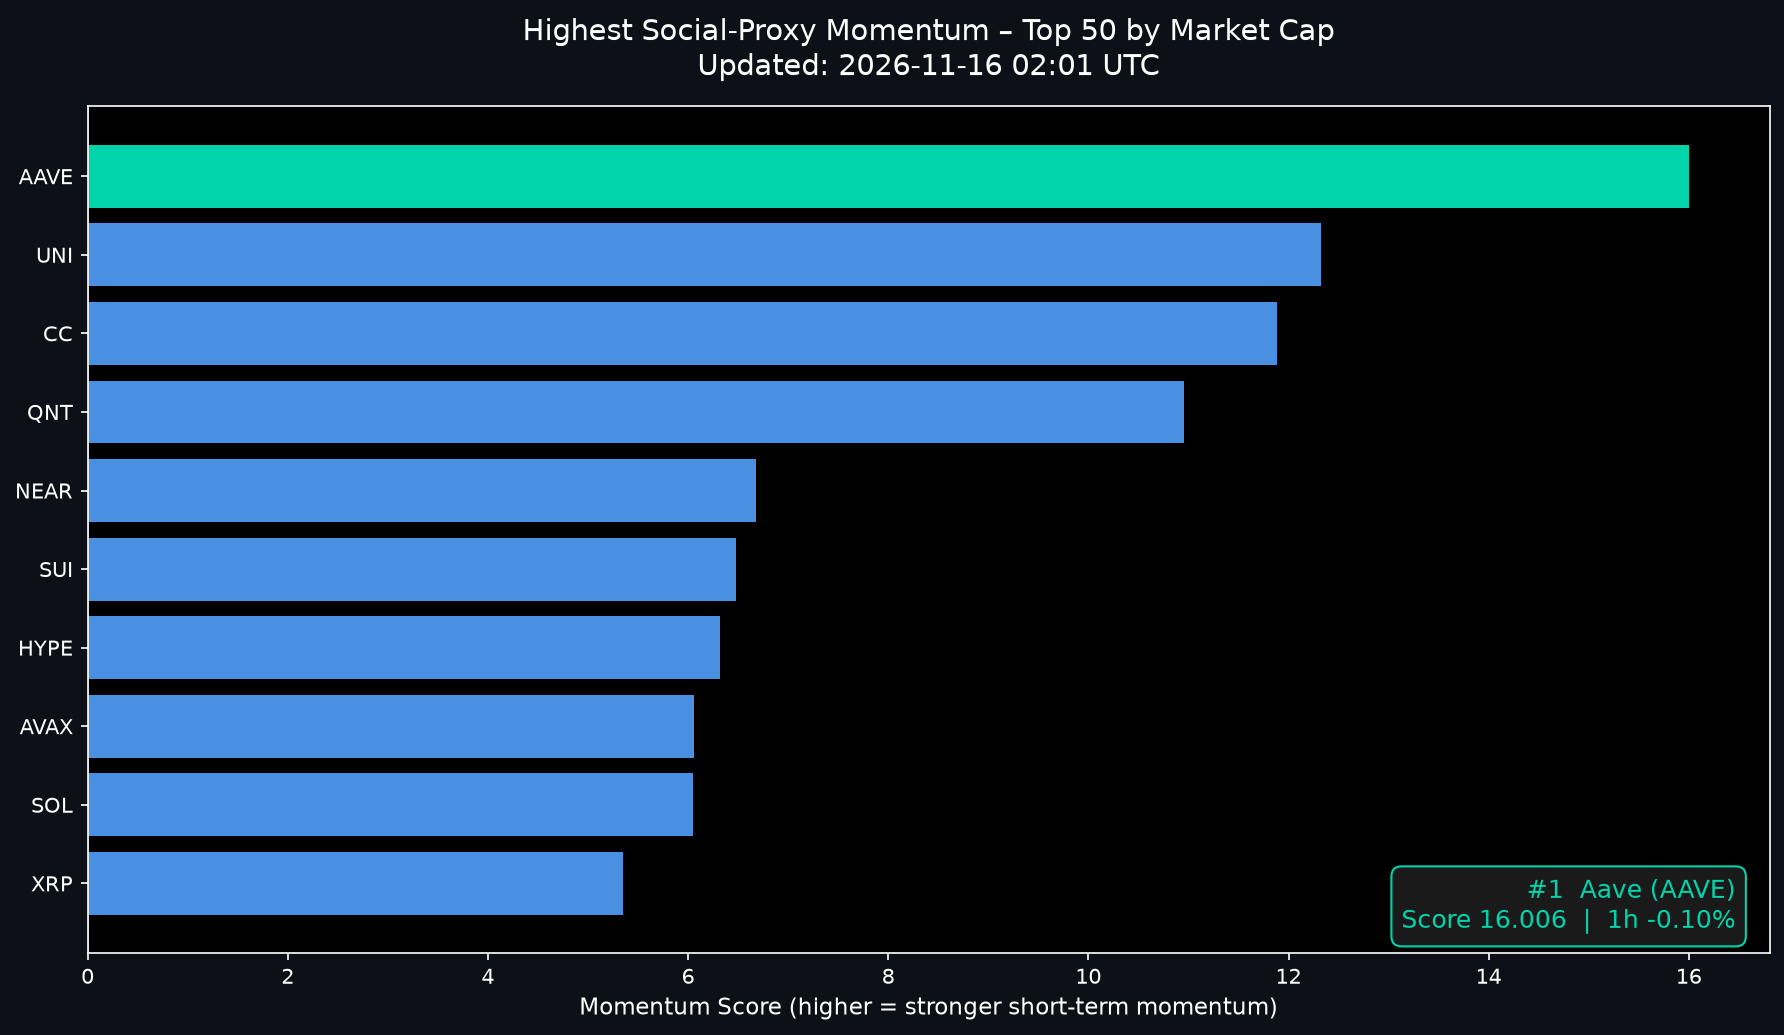 Highest Social-Proxy Momentum – Top 50 by Market Cap
Updated: 2026-11-16 02:01 UTC
AAVE
UNI
CC
QNT
NEAR
SUI
HYPE
AVAX
SOL
XRP
#1  Aave (AAVE)
Score 16.006  |  1h -0.10%
0 2 4 6 8 10 12 14 16
Momentum Score (higher = stronger short-term momentum)